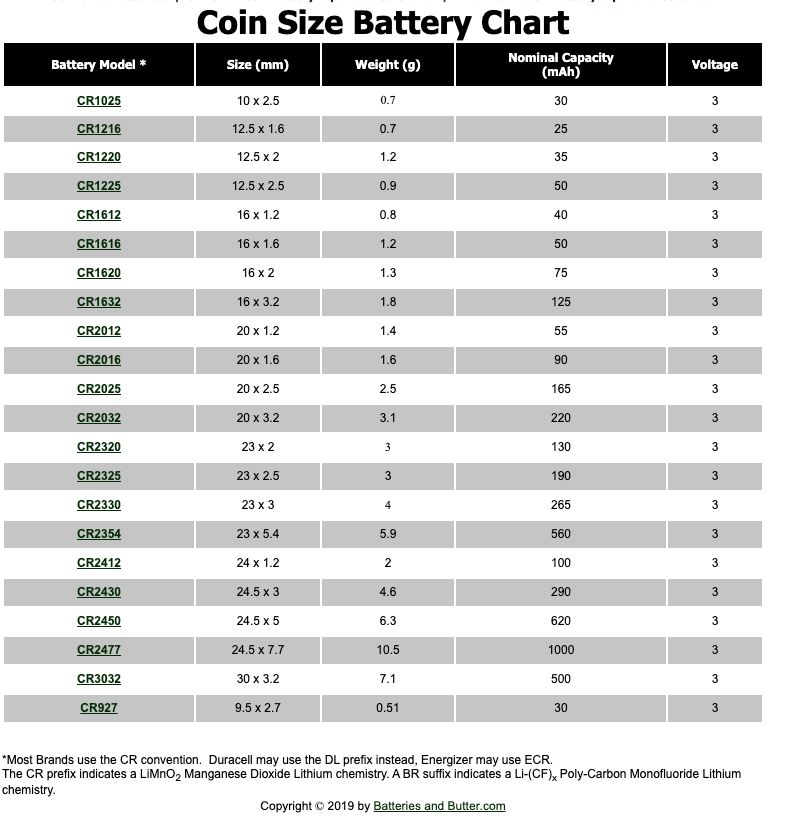 Coin Size Battery Chart
Battery Model * Size (mm) Weight (g) Nominal Capacity (mAh) Voltage
CR1025 10 x 2.5 0.7 30 3
CR1216 12.5 x 1.6 0.7 25 3
CR1220 12.5 x 2 1.2 35 3
CR1225 12.5 x 2.5 0.9 50 3
CR1612 16 x 1.2 0.8 40 3
CR1616 16 x 1.6 1.2 50 3
CR1620 16 x 2 1.3 75 3
CR1632 16 x 3.2 1.8 125 3
CR2012 20 x 1.2 1.4 55 3
CR2016 20 x 1.6 1.6 90 3
CR2025 20 x 2.5 2.5 165 3
CR2032 20 x 3.2 3.1 220 3
CR2320 23 x 2 3 130 3
CR2325 23 x 2.5 3 190 3
CR2330 23 x 3 4 265 3
CR2354 23 x 5.4 5.9 560 3
CR2412 24 x 1.2 2 100 3
CR2430 24.5 x 3 4.6 290 3
CR2450 24.5 x 5 6.3 620 3
CR2477 24.5 x 7.7 10.5 1000 3
CR3032 30 x 3.2 7.1 500 3
CR927 9.5 x 2.7 0.51 30 3
*Most Brands use the CR convention.  Duracell may use the DL prefix instead, Energizer may use ECR.
The CR prefix indicates a LiMnO2 Manganese Dioxide Lithium chemistry. A BR suffix indicates a Li-(CF)x Poly-Carbon Monofluoride Lithium
chemistry.
Copyright © 2019 by Batteries and Butter.com